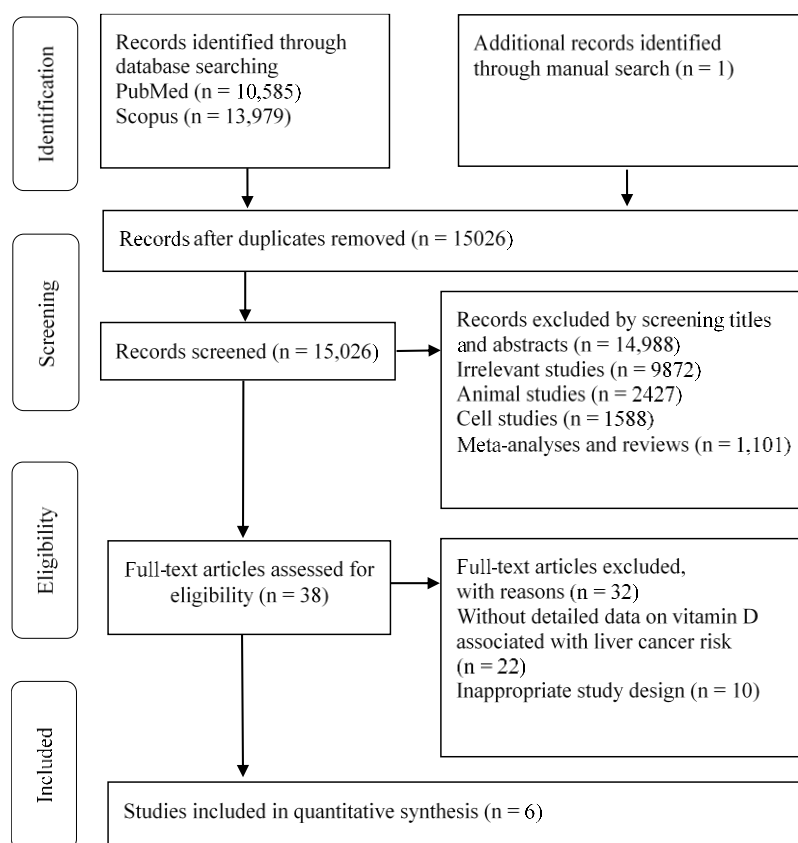 Identification
Records identified through
database searching
PubMed (n = 10,585)
Scopus (n = 13,979)
Additional records identified
through manual search (n = 1)
Records after duplicates removed (n = 15026)
Screening
Records screened (n = 15,026)
Records excluded by screening titles
and abstracts (n = 14,988)
Irrelevant studies (n = 9872)
Animal studies (n = 2427)
Cell studies (n = 1588)
Meta-analyses and reviews (n = 1,101)
Eligibility
Full-text articles assessed for
eligibility (n = 38)
Full-text articles excluded,
with reasons (n = 32)
Without detailed data on vitamin D
associated with liver cancer risk
(n = 22)
Inappropriate study design (n = 10)
Included
Studies included in quantitative synthesis (n = 6)